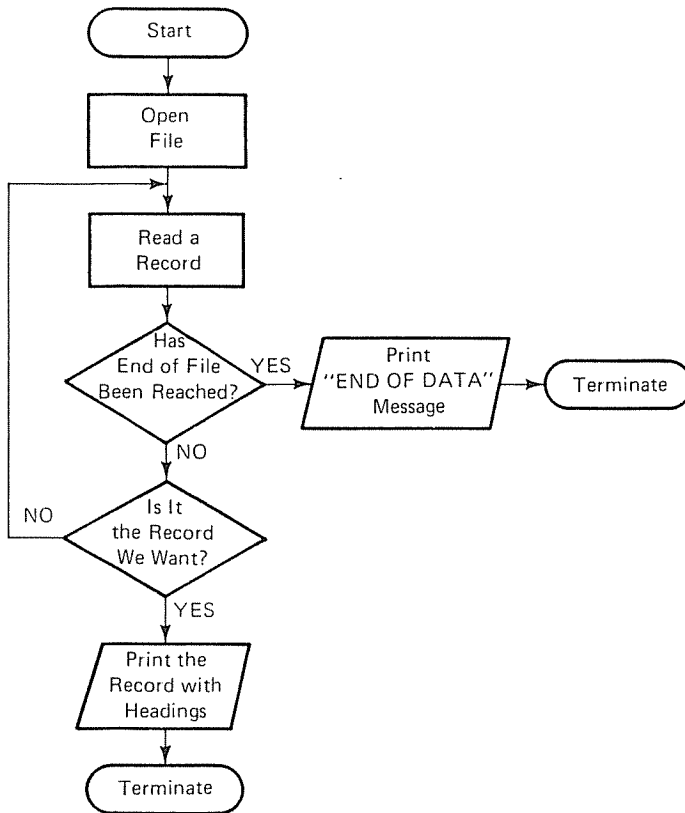 Start
Open
File
Read a
Record
Has
End of File
Been Reached?
YES
Print
"END OF DATA"
Message
Terminate
NO
Is It
the Record
We Want?
NO
YES
Print the
Record with
Headings
Terminate